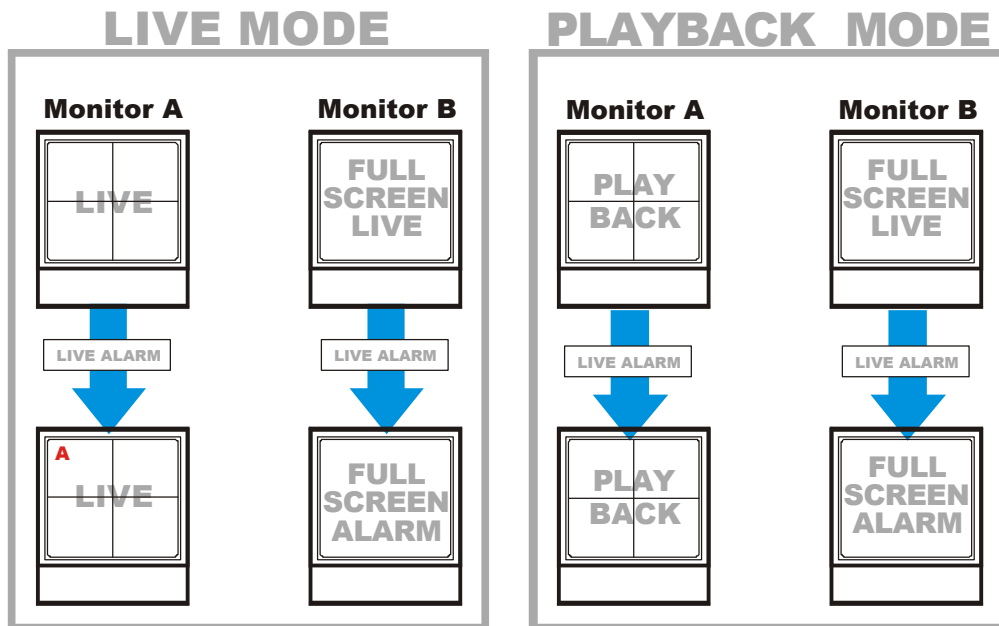 LIVE MODE
Monitor A
Monitor B
LIVE
FULL
SCREEN
LIVE
LIVE ALARM
LIVE ALARM
A
LIVE
FULL
SCREEN
ALARM
PLAYBACK MODE
Monitor A
Monitor B
PLAY
BACK
FULL
SCREEN
LIVE
LIVE ALARM
LIVE ALARM
PLAY
BACK
FULL
SCREEN
ALARM